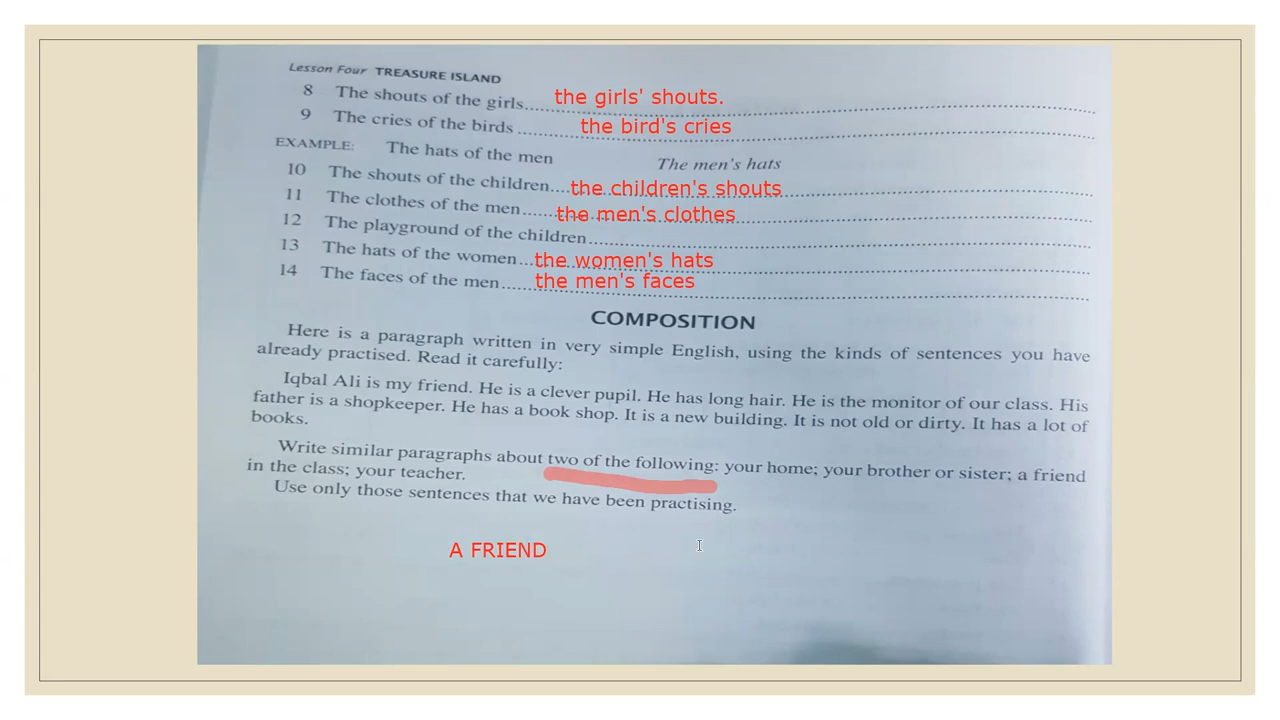 Lesson Four TREASURE ISLAND
8 The shouts of the girls.... the girls' shouts.
9 The cries of the birds .... the bird's cries
EXAMPLE: The hats of the men The men's hats
10 The shouts of the children.... the children's shouts
11 The clothes of the men.... the men's clothes
12 The playground of the children....
13 The hats of the women... the women's hats
14 The faces of the men.... the men's faces
COMPOSITION
Here is a paragraph written in very simple English, using the kinds of sentences you have
already practised. Read it carefully:
Iqbal Ali is my friend. He is a clever pupil. He has long hair. He is the monitor of our class. His
father is a shopkeeper. He has a book shop. It is a new building. It is not old or dirty. It has a lot of
books.
Write similar paragraphs about two of the following: your home; your brother or sister; a friend
in the class; your teacher.
Use only those sentences that we have been practising.
A FRIEND